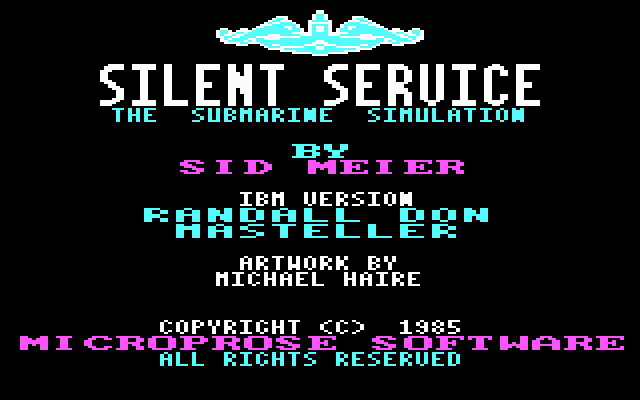 SILENT SERVICE
THE SUBMARINE SIMULATION
BY
SID MEIER
IBM VERSION
RANDALL DON
MASTELLER
ARTWORK BY
MICHAEL HAIRE
COPYRIGHT (C) 1985
MICROPROSE SOFTWARE
ALL RIGHTS RESERVED